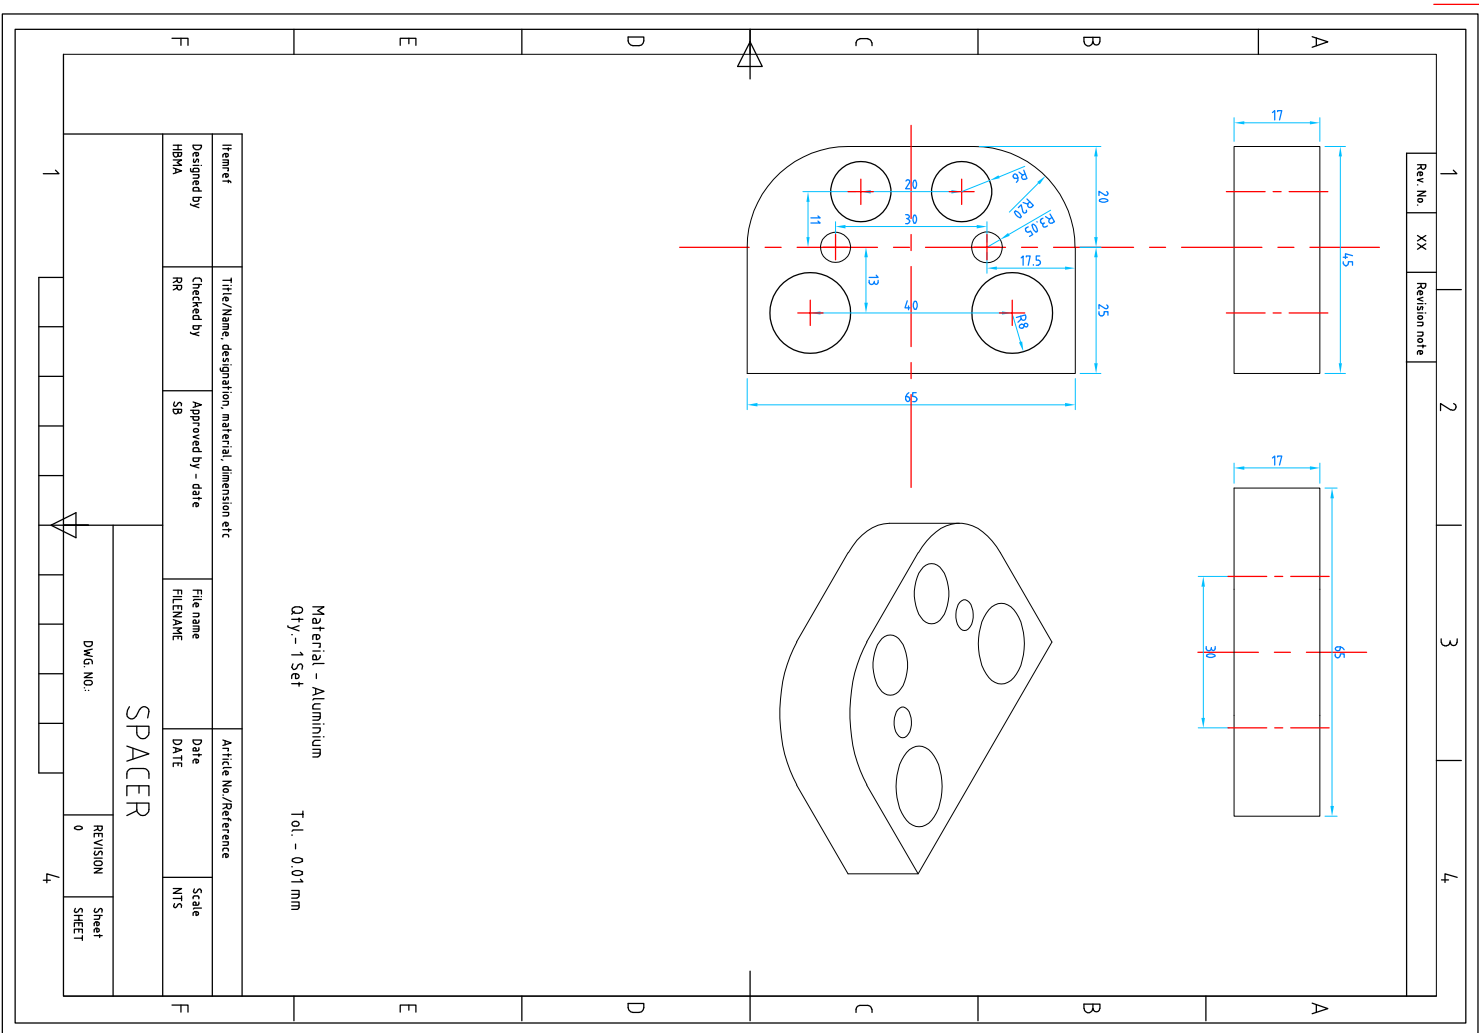 A
B
C
D
E
F
1
2
3
4
Rev. No.
XX
Revision note
17
45
17
65
30
20
25
R6
R20
R3.05
17.5
20
11
30
13
40
R8
65
Material - Aluminium
Tol. - 0.01 mm
Qty.- 1 Set
Itemref
Title/Name, designation, material, dimension etc
Article No./Reference
Designed by
HBMA
Checked by
RR
Approved by - date
SB
File name
FILENAME
Date
DATE
Scale
NTS
SPACER
DWG. NO.:
REVISION
0
Sheet
SHEET
1
4
A
B
C
D
E
F